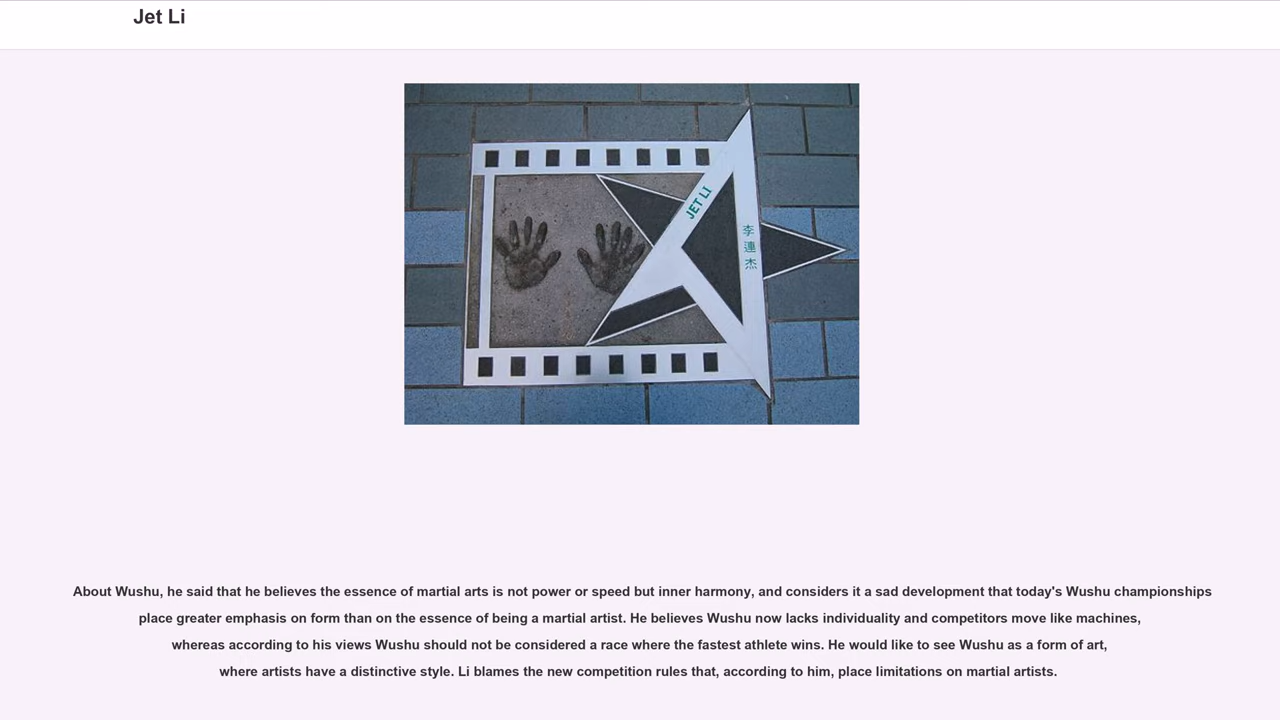 Jet Li
JET LI
李連杰
About Wushu, he said that he believes the essence of martial arts is not power or speed but inner harmony, and considers it a sad development that today's Wushu championships
place greater emphasis on form than on the essence of being a martial artist. He believes Wushu now lacks individuality and competitors move like machines,
whereas according to his views Wushu should not be considered a race where the fastest athlete wins. He would like to see Wushu as a form of art,
where artists have a distinctive style. Li blames the new competition rules that, according to him, place limitations on martial artists.